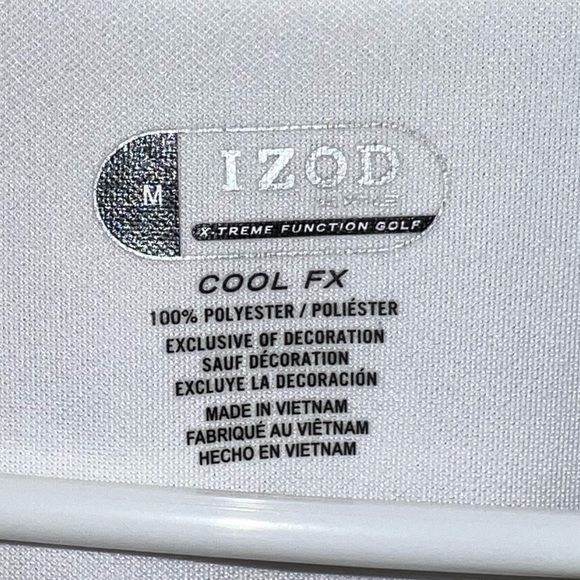 M
IZOD
X-TREME FUNCTION GOLF
COOL FX
100% POLYESTER / POLIÉSTER
EXCLUSIVE OF DECORATION
SAUF DÉCORATION
EXCLUYE LA DECORACIÓN
MADE IN VIETNAM
FABRIQUÉ AU VIÊTNAM
HECHO EN VIETNAM